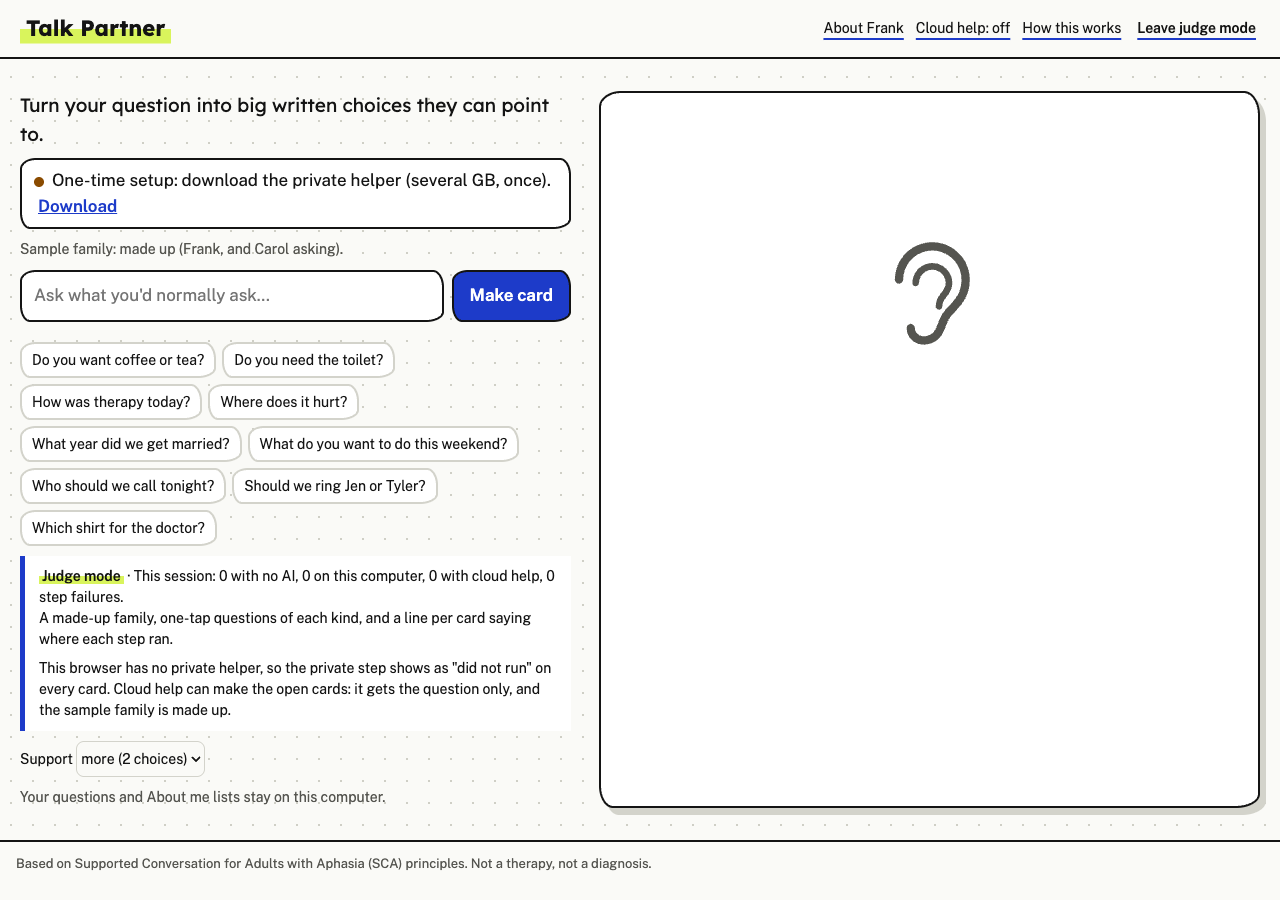 Talk Partner
About Frank
Cloud help: off
How this works
Leave judge mode
Turn your question into big written choices they can point
to.
One-time setup: download the private helper (several GB, once).
Download
Sample family: made up (Frank, and Carol asking).
Ask what you'd normally ask...
Make card
Do you want coffee or tea?
Do you need the toilet?
How was therapy today?
Where does it hurt?
What year did we get married?
What do you want to do this weekend?
Who should we call tonight?
Should we ring Jen or Tyler?
Which shirt for the doctor?
Judge mode · This session: 0 with no AI, 0 on this computer, 0 with cloud help, 0
step failures.
A made-up family, one-tap questions of each kind, and a line per card saying
where each step ran.
This browser has no private helper, so the private step shows as "did not run" on
every card. Cloud help can make the open cards: it gets the question only, and
the sample family is made up.
Support more (2 choices)
Your questions and About me lists stay on this computer.
Based on Supported Conversation for Adults with Aphasia (SCA) principles. Not a therapy, not a diagnosis.